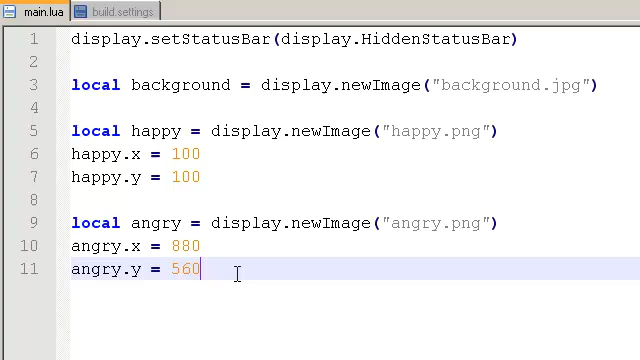 main.lua build.settings
1 display.setStatusBar(display.HiddenStatusBar)
2
3 local background = display.newImage("background.jpg")
4
5 local happy = display.newImage("happy.png")
6 happy.x = 100
7 happy.y = 100
8
9 local angry = display.newImage("angry.png")
10 angry.x = 880
11 angry.y = 560